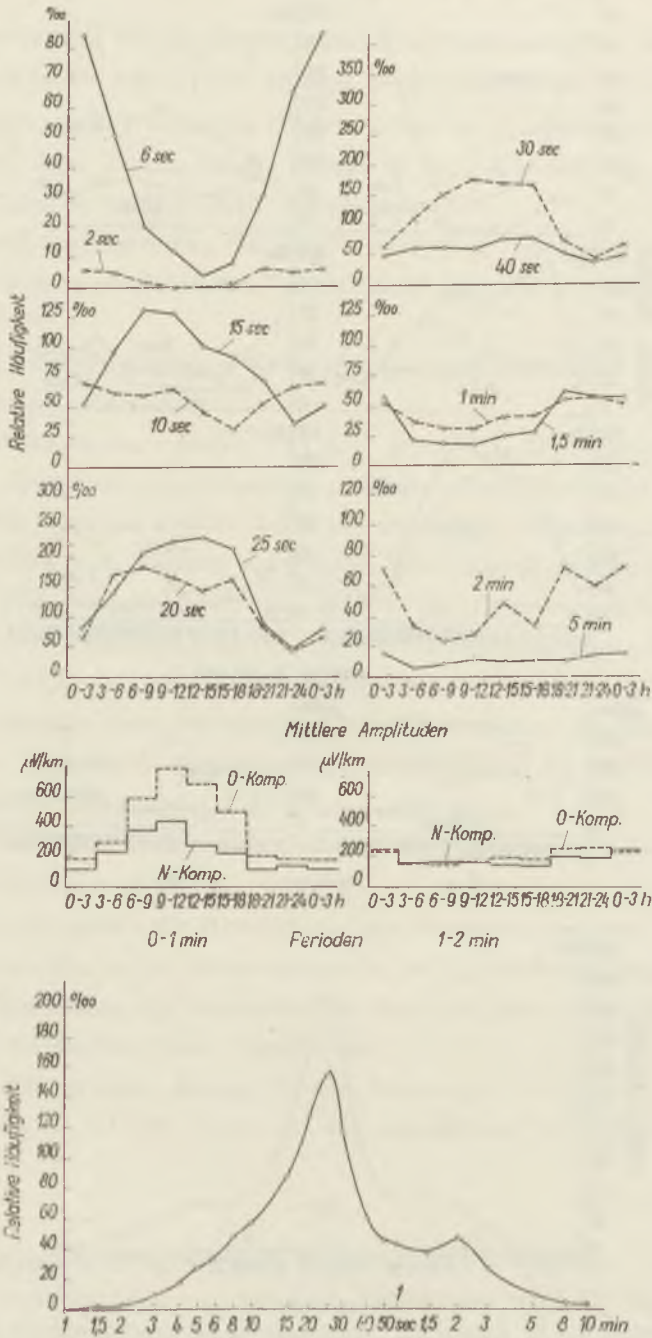 ‰
80
70
60
50
40
30
20
10
0
6 sec
2 sec
‰
350
300
250
200
150
100
50
0
30 sec
40 sec
Relative Häufigkeit
‰
125
100
75
50
25
0
15 sec
10 sec
‰
125
100
75
50
25
0
1 min
1,5 min
‰
300
250
200
150
100
50
0
25 sec
20 sec
‰
120
100
80
60
40
20
0
2 min
5 min
0-3 3-6 6-9 9-12 12-15 15-18 18-21 21-24 0-3 h
0-3 3-6 6-9 9-12 12-15 15-18 18-21 21-24 0-3 h
Mittlere Amplituden
µV/km
600
400
200
0
O-Komp.
N-Komp.
µV/km
600
400
200
0
N-Komp.
O-Komp.
0-3 3-6 6-9 9-12 12-15 15-18 18-21 21-24 0-3 h
0-3 3-6 6-9 9-12 12-15 15-18 18-21 21-24 0-3 h
0-1 min Perioden 1-2 min
Relative Häufigkeit
‰
200
180
160
140
120
100
80
60
40
20
0
1
1 1,5 2 3 4 5 6 8 10 15 20 30 40 50 sec 1,5 2 3 5 8 10 min